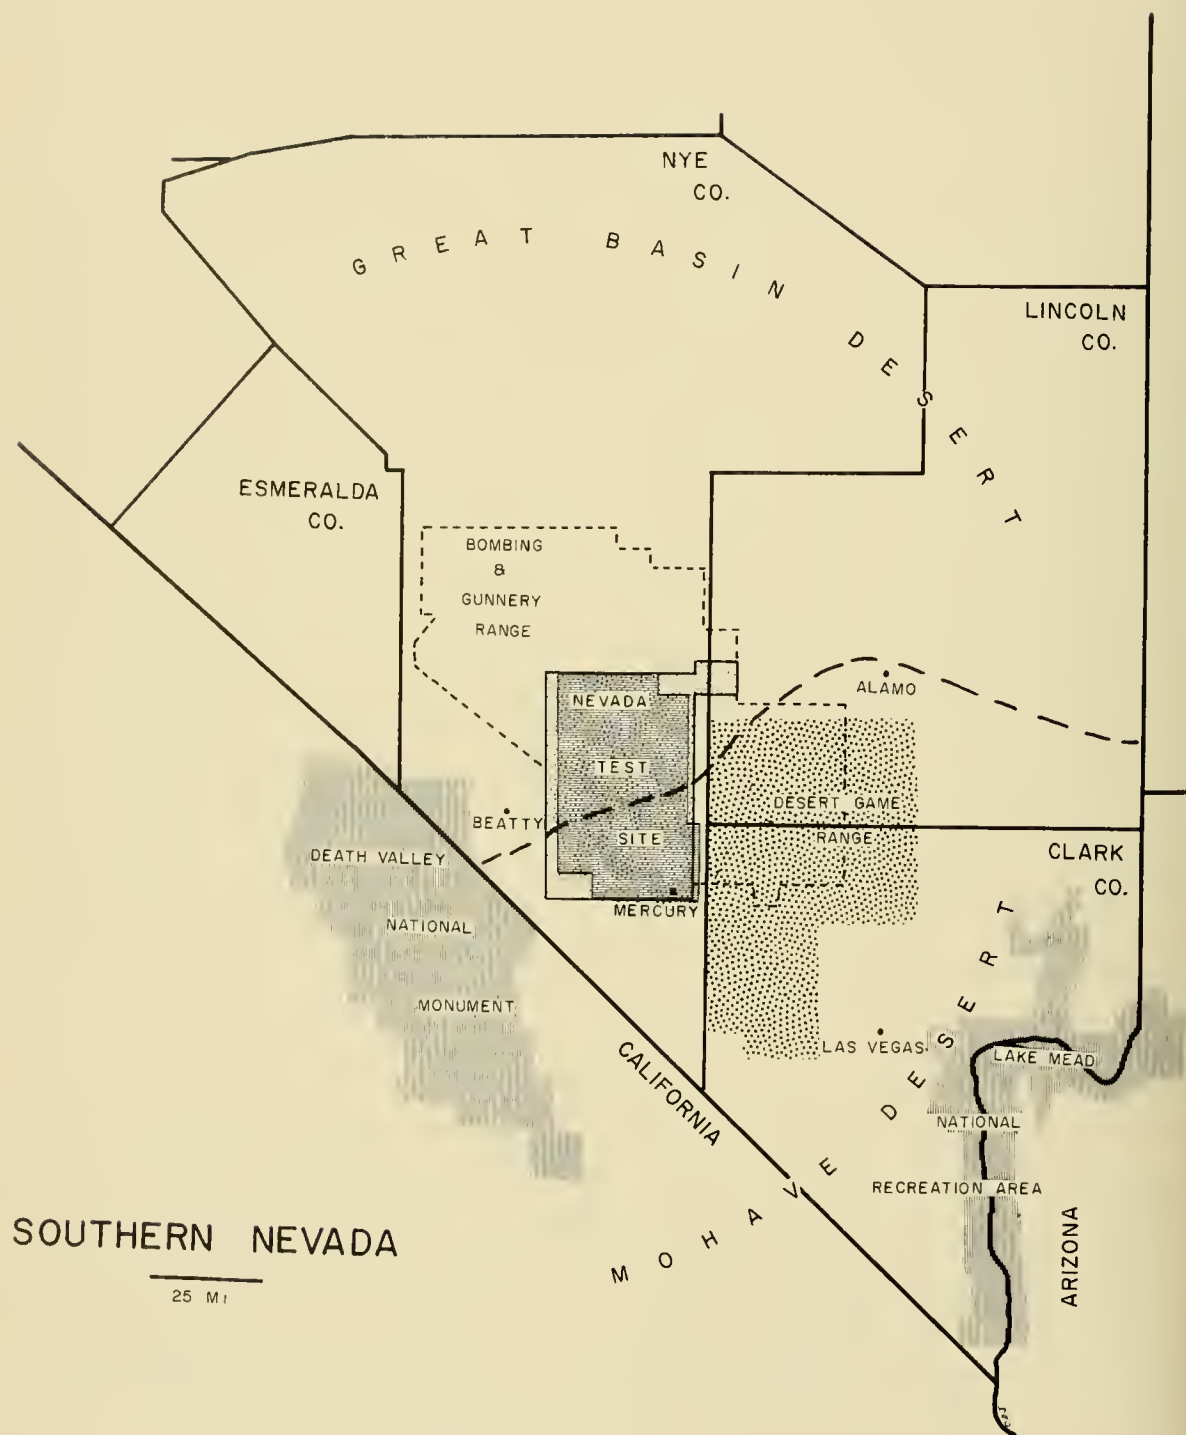 NYE
CO.
GREAT BASIN DESERT
LINCOLN
CO.
ESMERALDA
CO.
BOMBING
&
GUNNERY
RANGE
NEVADA
TEST
SITE
ALAMO
BEATTY
DESERT GAME
RANGE
DEATH VALLEY
NATIONAL
MONUMENT
MERCURY
CLARK
CO.
LAS VEGAS
LAKE MEAD
NATIONAL
RECREATION AREA
CALIFORNIA
MOHAVE DESERT
ARIZONA
SOUTHERN NEVADA
25 MI